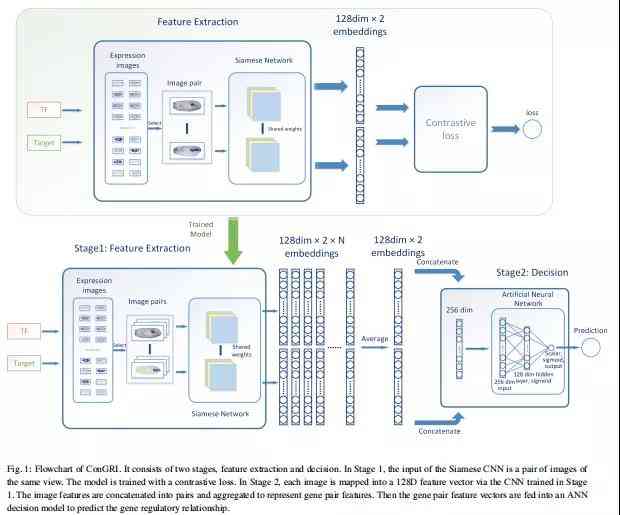 Feature Extraction
128dim × 2
embeddings
Expression
images
Siamese Network
Image pair
TF
Select
Shared weights
Target
Contrastive
loss
loss
Trained
Model
Stage1: Feature Extraction
128dim × 2 × N
embeddings
128dim × 2
embeddings
Concatenate
Stage2: Decision
Expression
images
Image pairs
Artificial Neural
Network
256 dim
TF
Select
Shared
weights
Average
Prediction
Target
Scalar
sigmoid
output
128 dim hidden
layer, sigmoid
256 dim
input
Siamese Network
Concatenate
Fig. 1: Flowchart of ConGRI. It consists of two stages, feature extraction and decision. In Stage 1, the input of the Siamese CNN is a pair of images of
the same view. The model is trained with a contrastive loss. In Stage 2, each image is mapped into a 128D feature vector via the CNN trained in Stage
1. The image features are concatenated into pairs and aggregated to represent gene pair features. Then the gene pair feature vectors are fed into an ANN
decision model to predict the gene regulatory relationship.